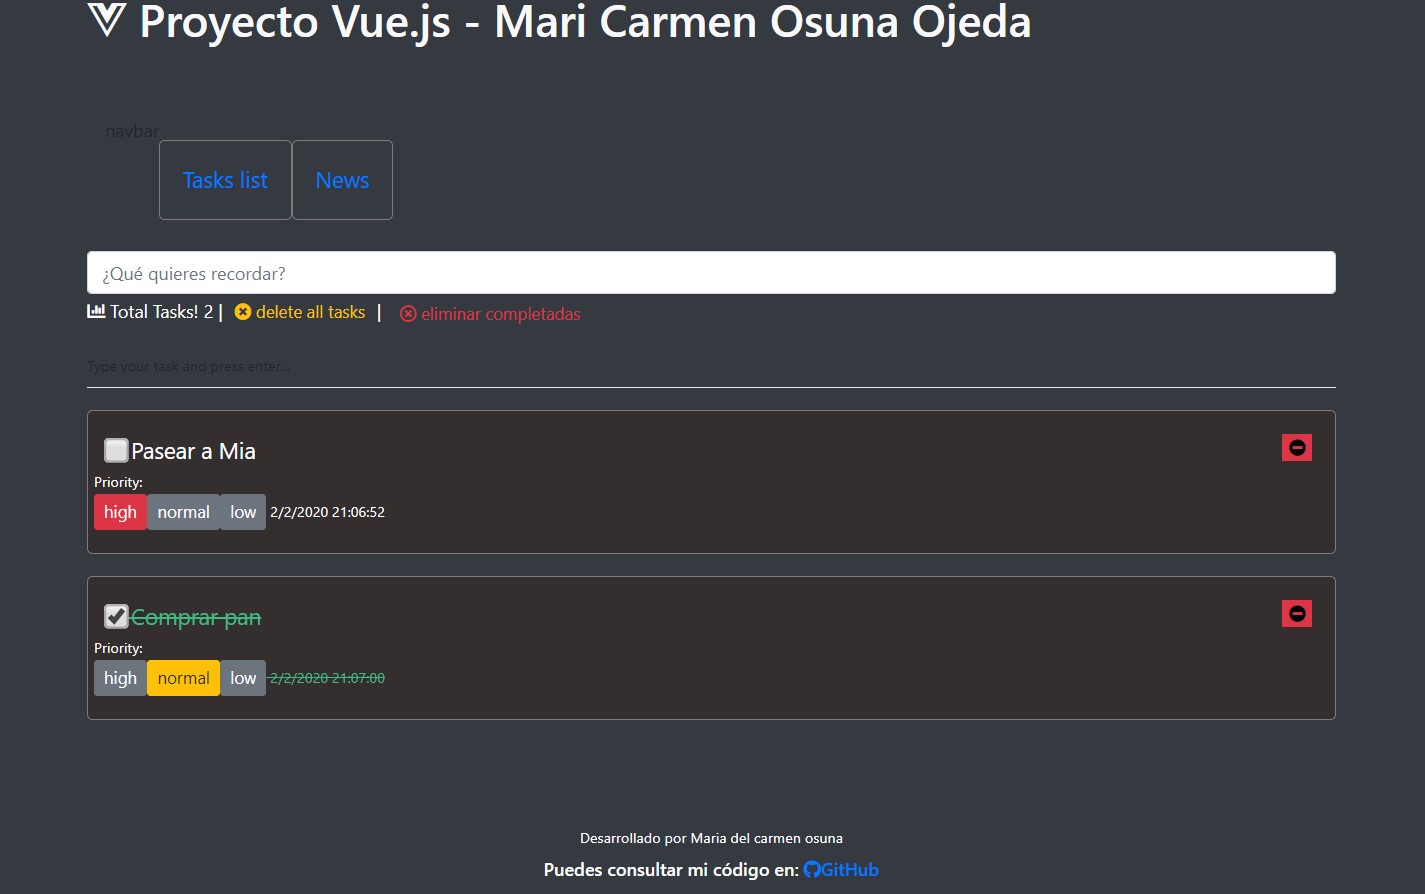 Proyecto Vue.js - Mari Carmen Osuna Ojeda
navbar
Tasks list News
¿Qué quieres recordar?
Total Tasks! 2 | delete all tasks | eliminar completadas
Type your task and press enter...
Pasear a Mia
Priority:
high normal low 2/2/2020 21:06:52
Comprar pan
Priority:
high normal low 2/2/2020 21:07:00
Desarrollado por Maria del carmen osuna
Puedes consultar mi código en: GitHub